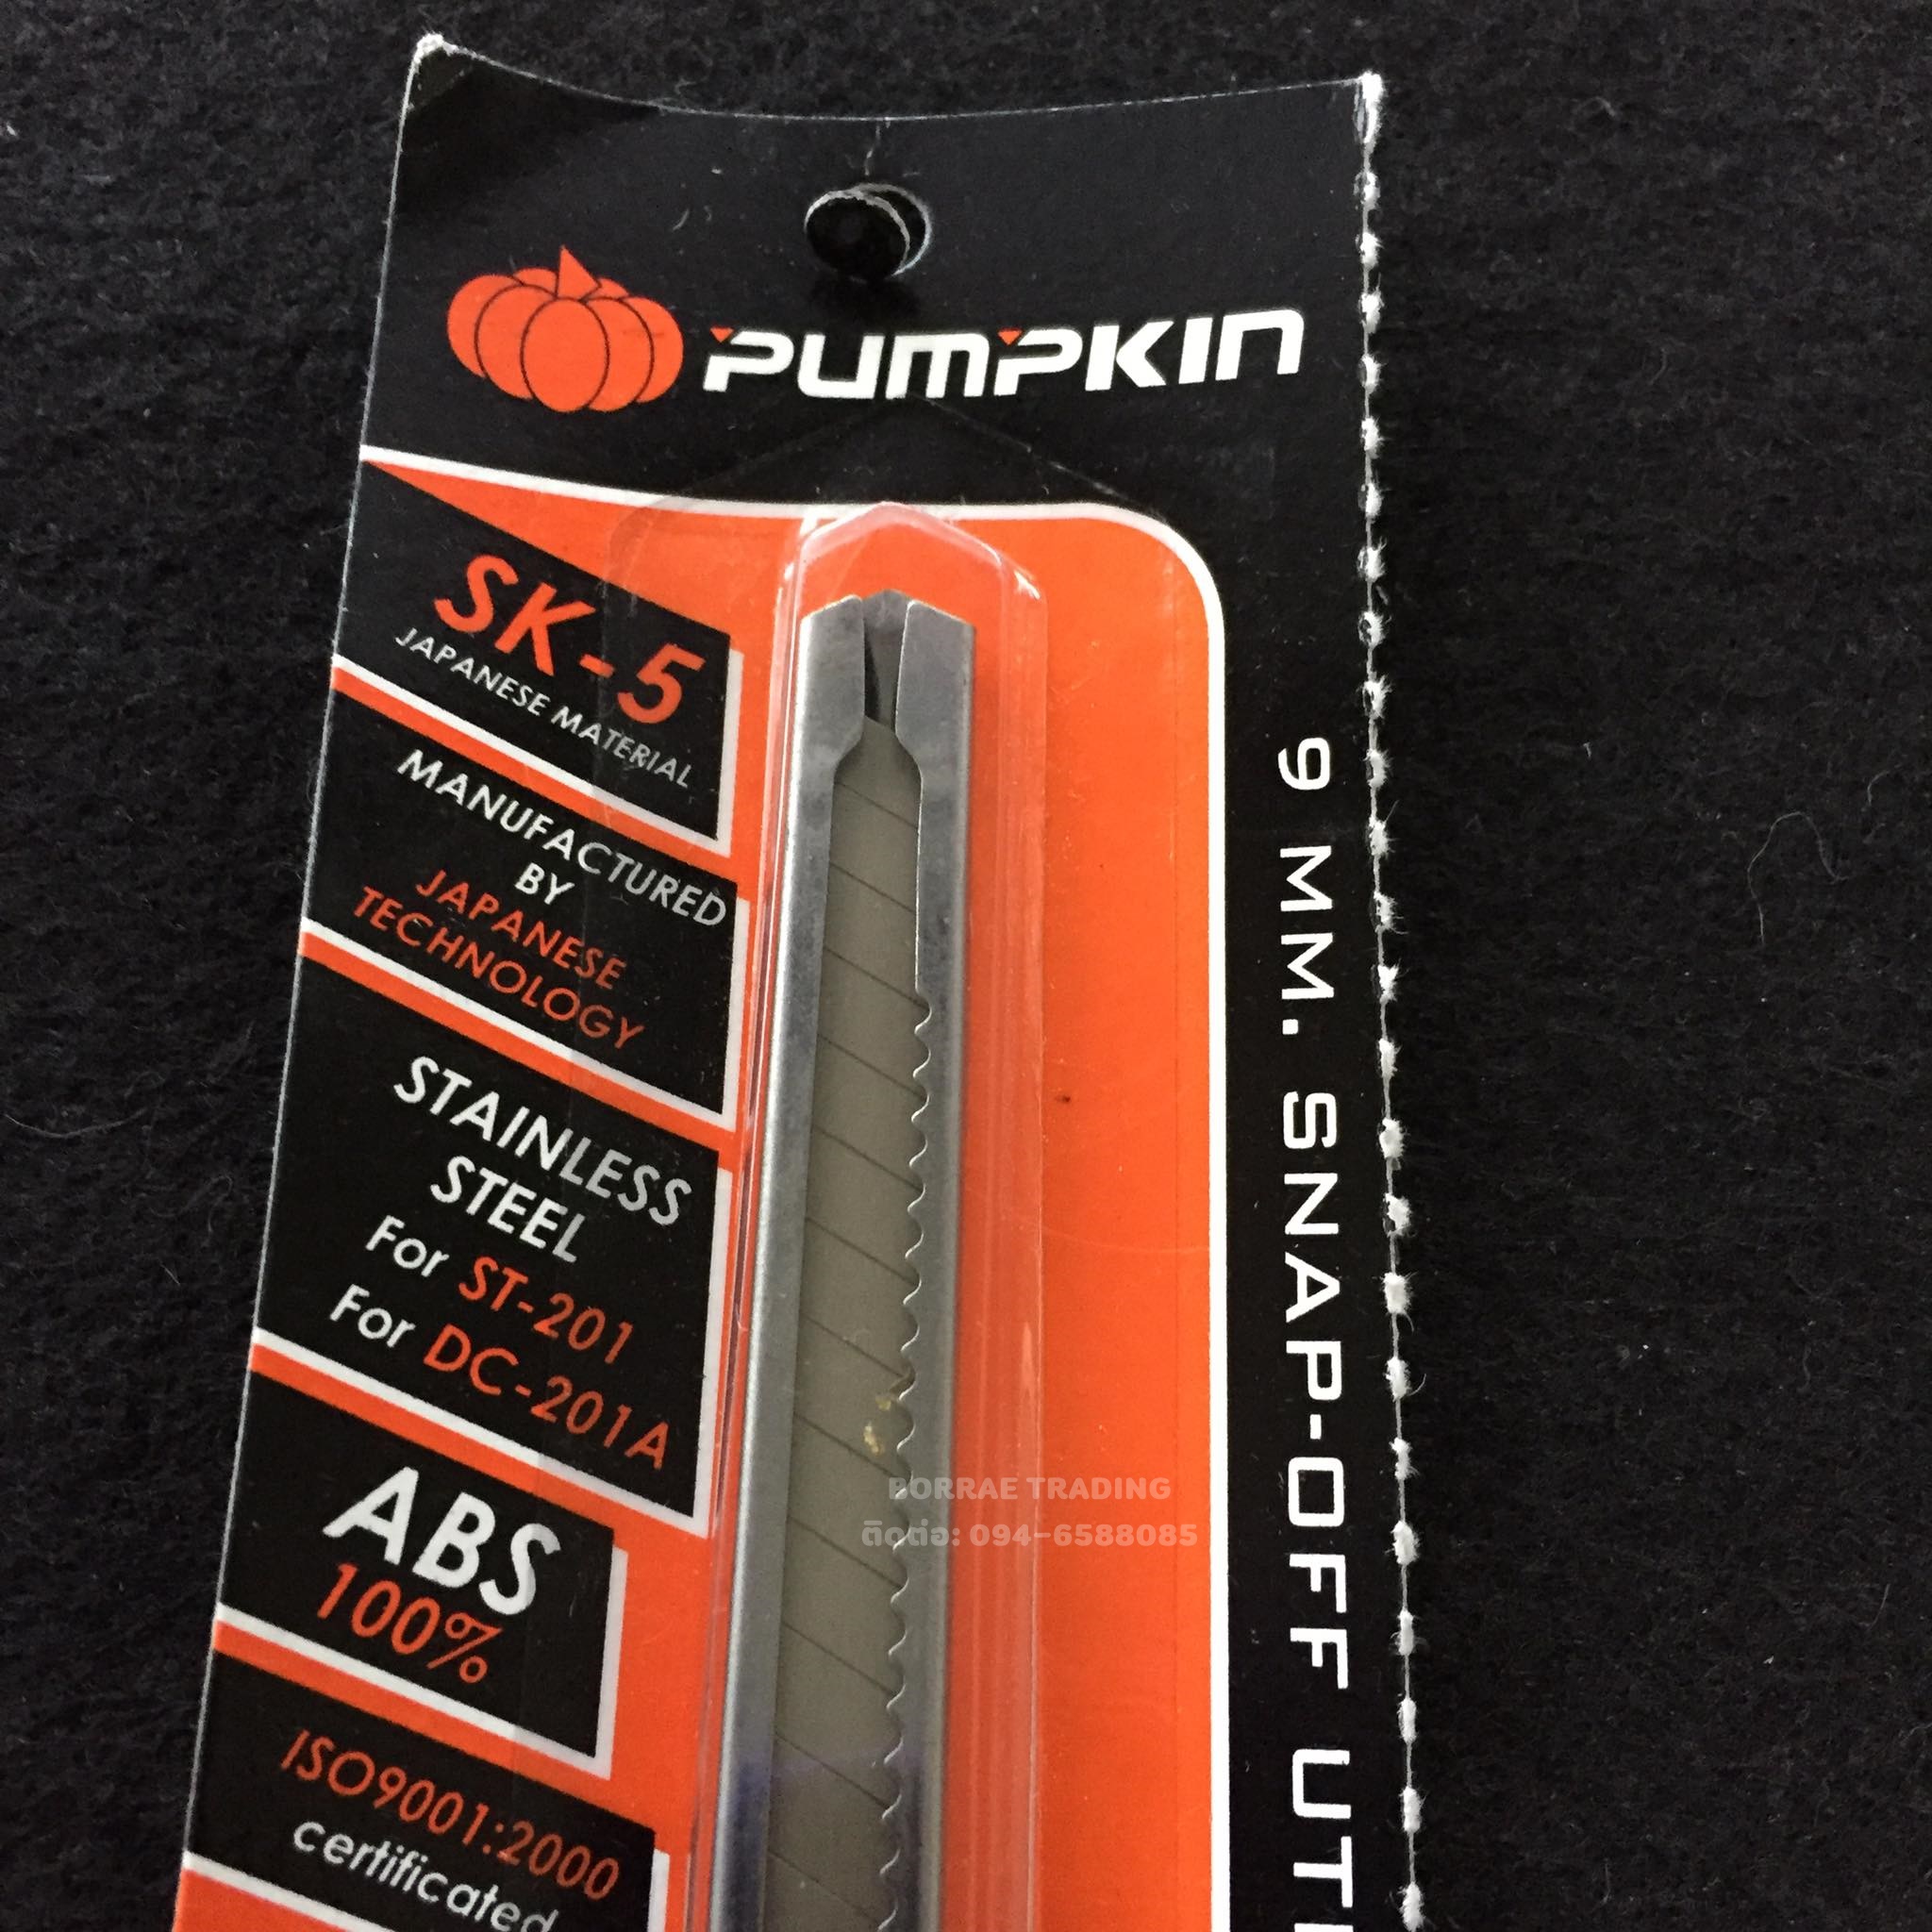 PUMPKIN
SK-5
JAPANESE MATERIAL
MANUFACTURED
BY
JAPANESE
TECHNOLOGY
STAINLESS
STEEL
For ST-201
For DC-201A
ABS
100%
ISO9001:2000
certificated
9 MM. SNAP-OFF UTI
BORRAE TRADING
ติดต่อ: 094-6588085